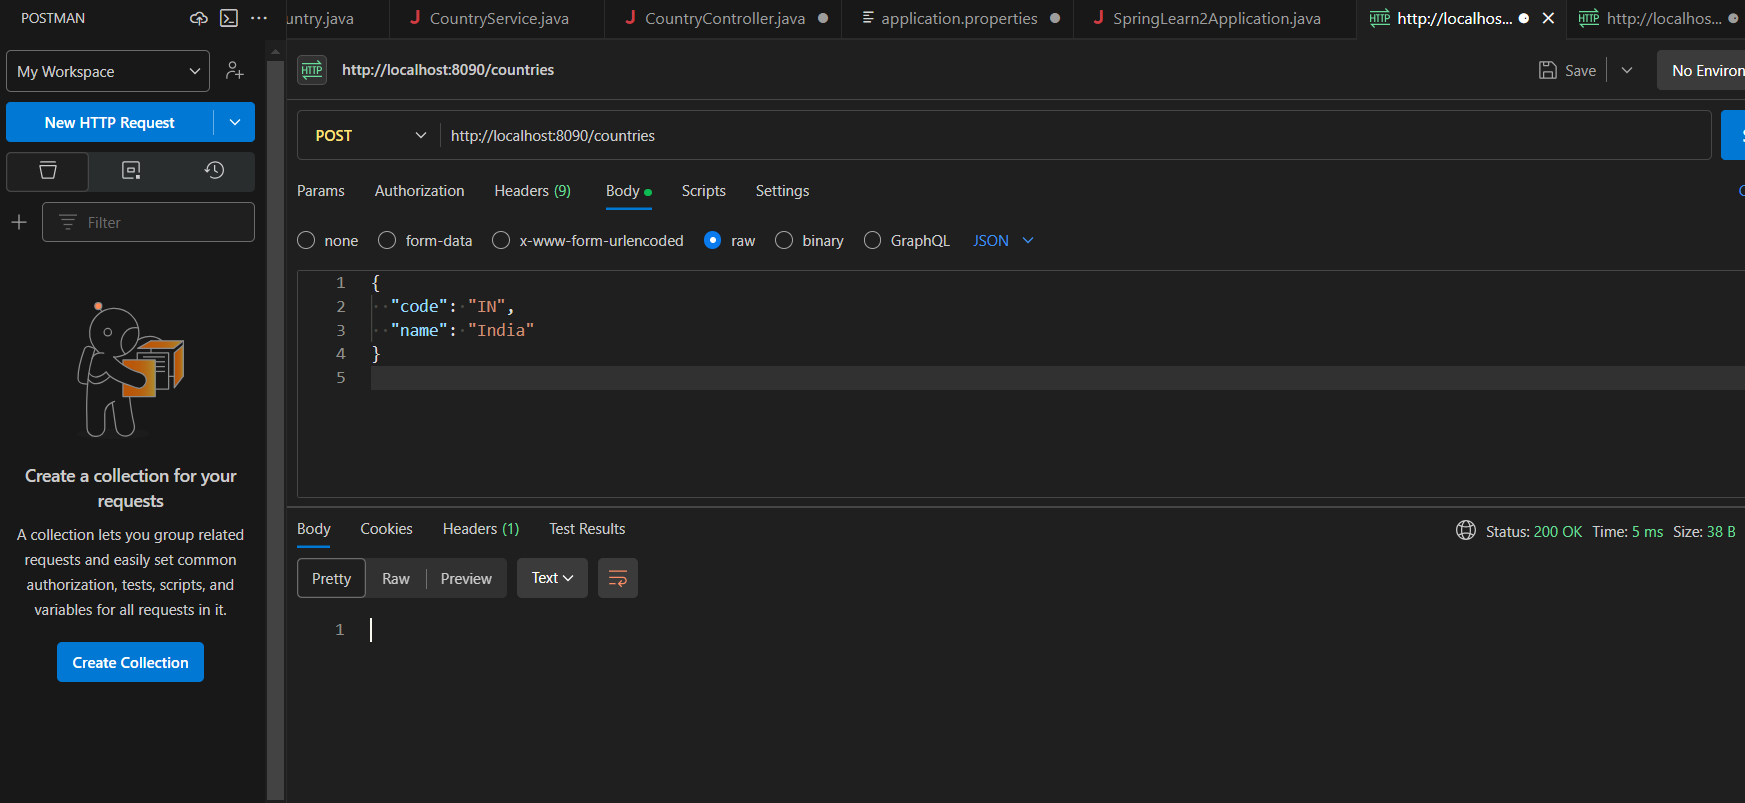 POSTMAN
untry.java
CountryService.java
CountryController.java
application.properties
SpringLearn2Application.java
http://localhos...
http://localhos...
My Workspace
HTTP http://localhost:8090/countries
Save
No Environ
New HTTP Request
POST
http://localhost:8090/countries
Params
Authorization
Headers (9)
Body
Scripts
Settings
Filter
none
form-data
x-www-form-urlencoded
raw
binary
GraphQL
JSON
1 {
2 "code": "IN",
3 "name": "India"
4 }
5
Create a collection for your
requests
A collection lets you group related
requests and easily set common
authorization, tests, scripts, and
variables for all requests in it.
Create Collection
Body
Cookies
Headers (1)
Test Results
Status: 200 OK Time: 5 ms Size: 38 B
Pretty
Raw
Preview
Text
1